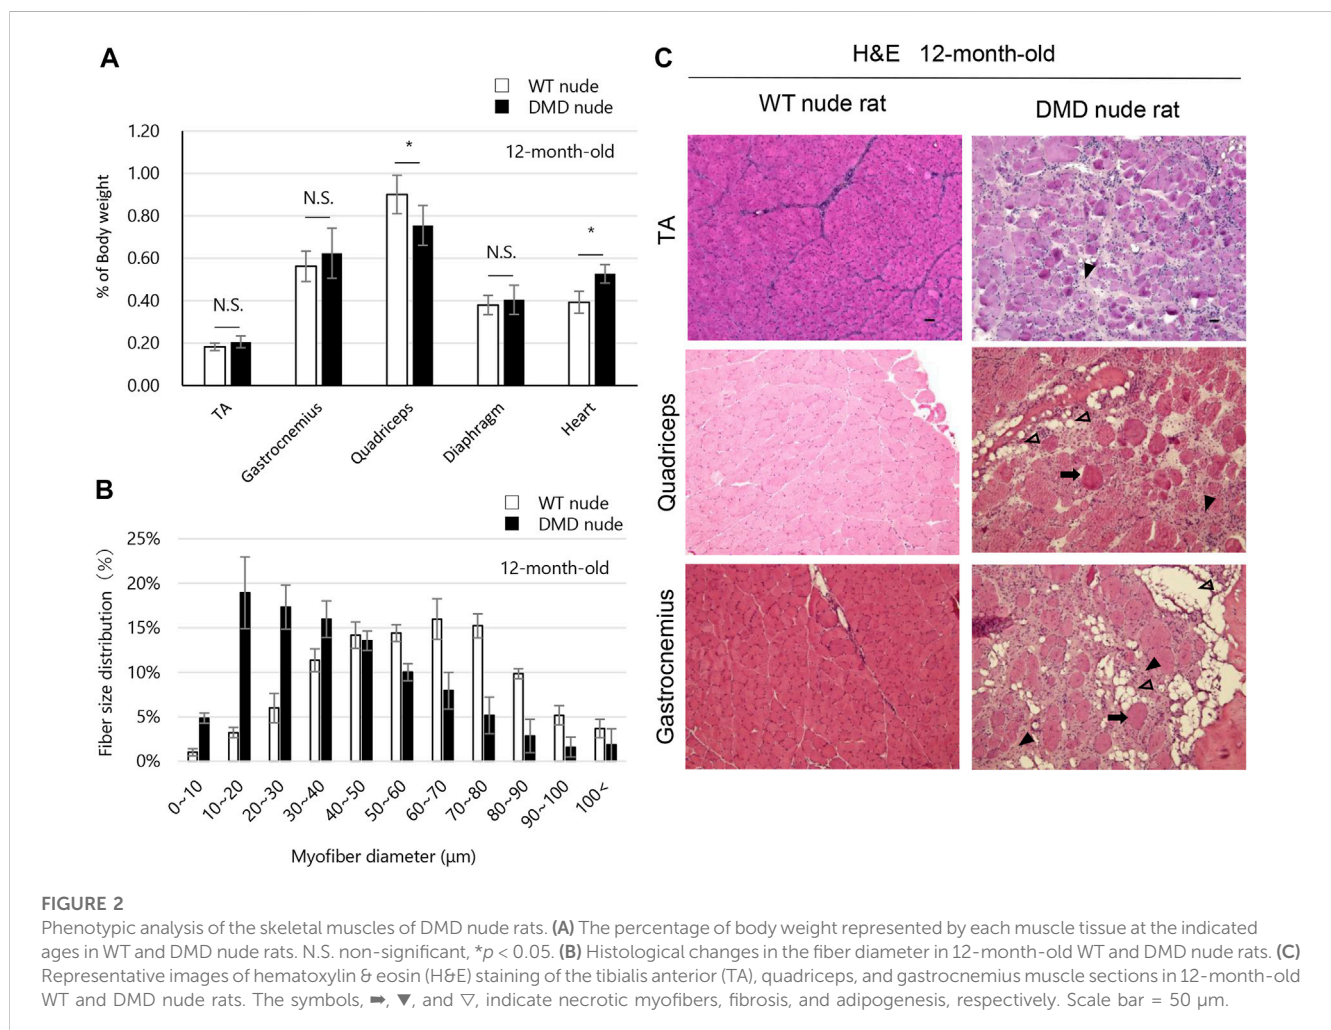 A
WT nude
DMD nude
12-month-old
% of Body weight
1.20
1.00
0.80
0.60
0.40
0.20
0.00
N.S.
N.S.
*
N.S.
*
TA
Gastrocnemius
Quadriceps
Diaphragm
Heart
B
WT nude
DMD nude
12-month-old
Fiber size distribution (%)
25%
20%
15%
10%
5%
0%
0~10
10~20
20~30
30~40
40~50
50~60
60~70
70~80
80~90
90~100
100<
Myofiber diameter (μm)
C
H&E 12-month-old
WT nude rat
DMD nude rat
TA
Quadriceps
Gastrocnemius
FIGURE 2
Phenotypic analysis of the skeletal muscles of DMD nude rats. (A) The percentage of body weight represented by each muscle tissue at the indicated
ages in WT and DMD nude rats. N.S. non-significant, *p < 0.05. (B) Histological changes in the fiber diameter in 12-month-old WT and DMD nude rats. (C)
Representative images of hematoxylin & eosin (H&E) staining of the tibialis anterior (TA), quadriceps, and gastrocnemius muscle sections in 12-month-old
WT and DMD nude rats. The symbols, ➡, ▼, and ▽, indicate necrotic myofibers, fibrosis, and adipogenesis, respectively. Scale bar = 50 μm.